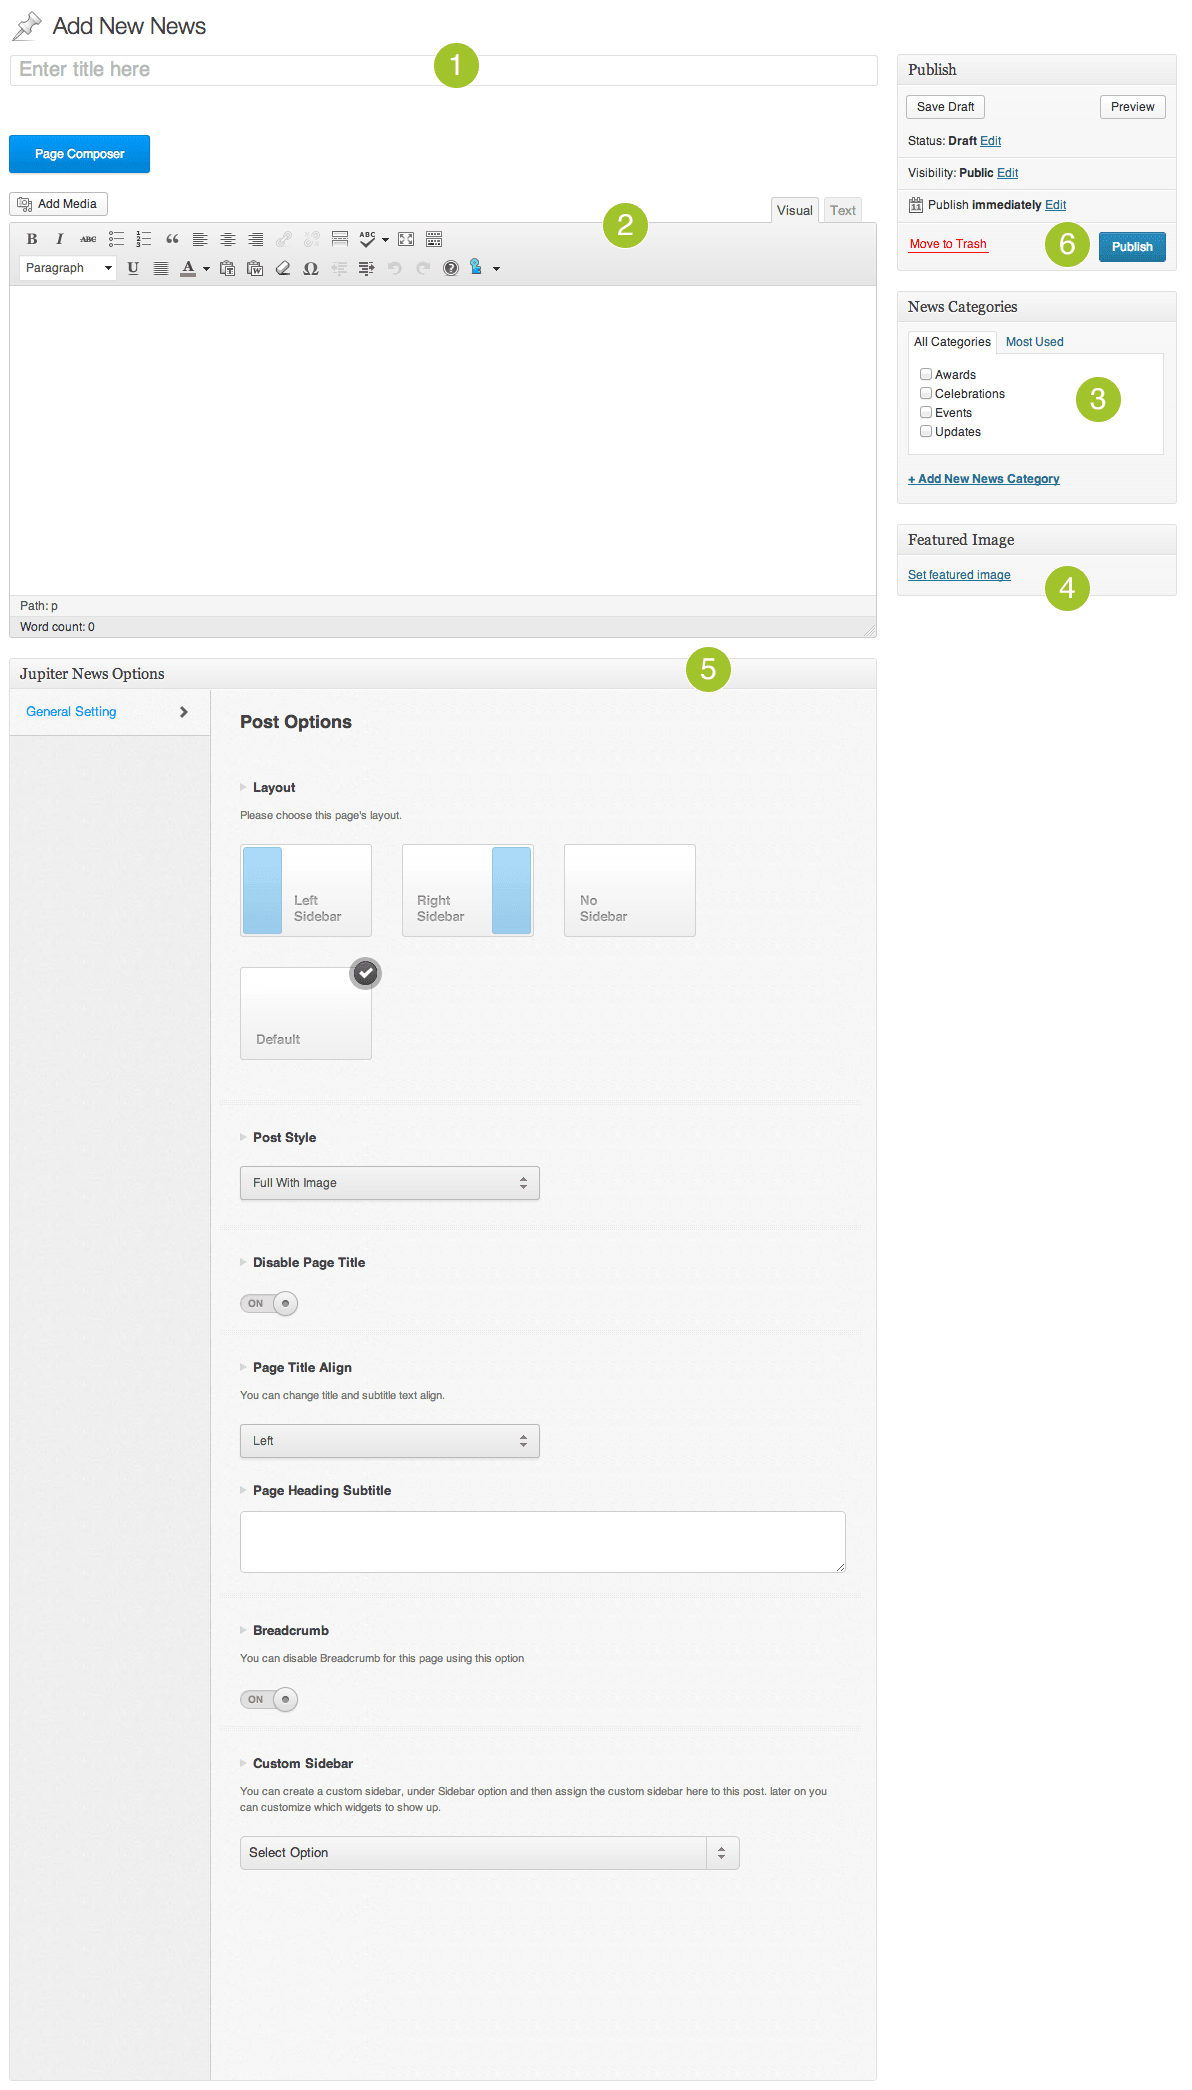 Add New News
Enter title here
1
Page Composer
Add Media
Visual
Text
2
B I ABC ABC
Paragraph U A T W Ω
Path: p
Word count: 0
Publish
Save Draft
Preview
Status: Draft Edit
Visibility: Public Edit
11 Publish immediately Edit
Move to Trash
6
Publish
News Categories
All Categories
Most Used
Awards
Celebrations
Events
Updates
3
+ Add New News Category
Featured Image
Set featured image
4
Jupiter News Options
5
General Setting
Post Options
Layout
Please choose this page's layout.
Left
Sidebar
Right
Sidebar
No
Sidebar
Default
Post Style
Full With Image
Disable Page Title
ON
Page Title Align
You can change title and subtitle text align.
Left
Page Heading Subtitle
Breadcrumb
You can disable Breadcrumb for this page using this option
ON
Custom Sidebar
You can create a custom sidebar, under Sidebar option and then assign the custom sidebar here to this post. later on you
can customize which widgets to show up.
Select Option